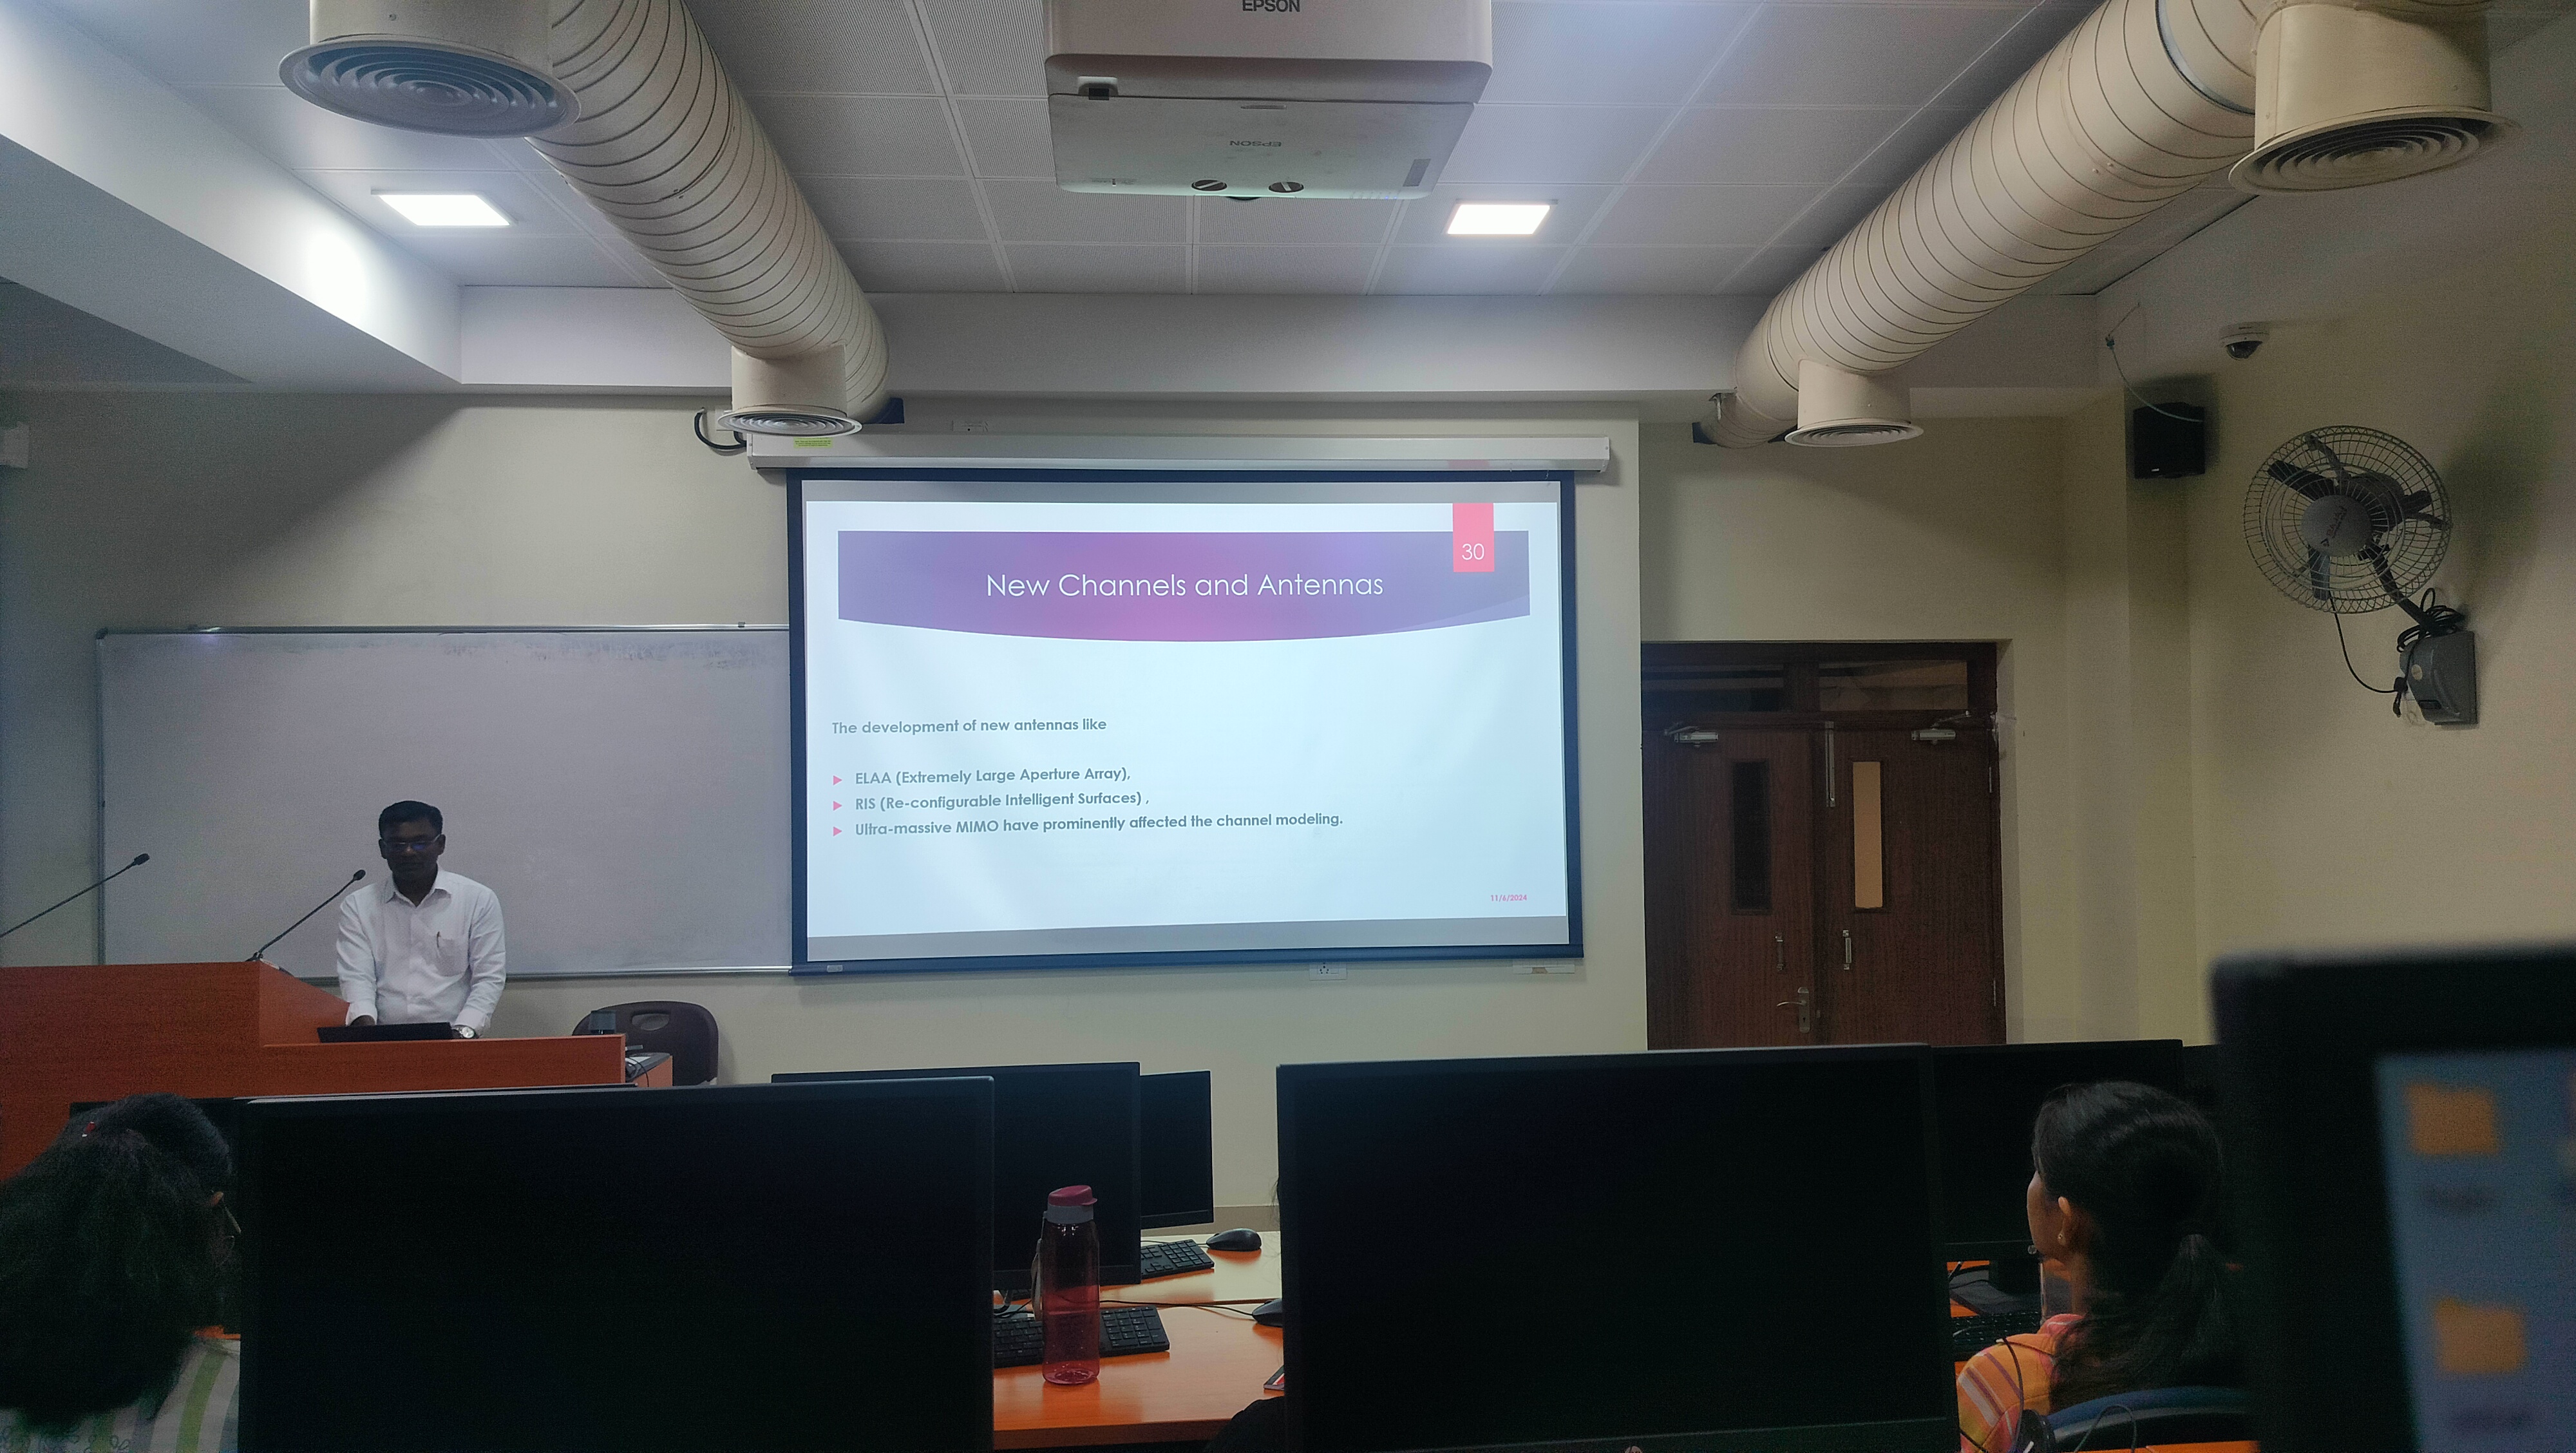 EPSON
EPSON
30
New Channels and Antennas
The development of new antennas like
ELAA (Extremely Large Aperture Array),
RIS (Re-configurable Intelligent Surfaces) ,
Ultra-massive MIMO have prominently affected the channel modeling.
11/6/2024